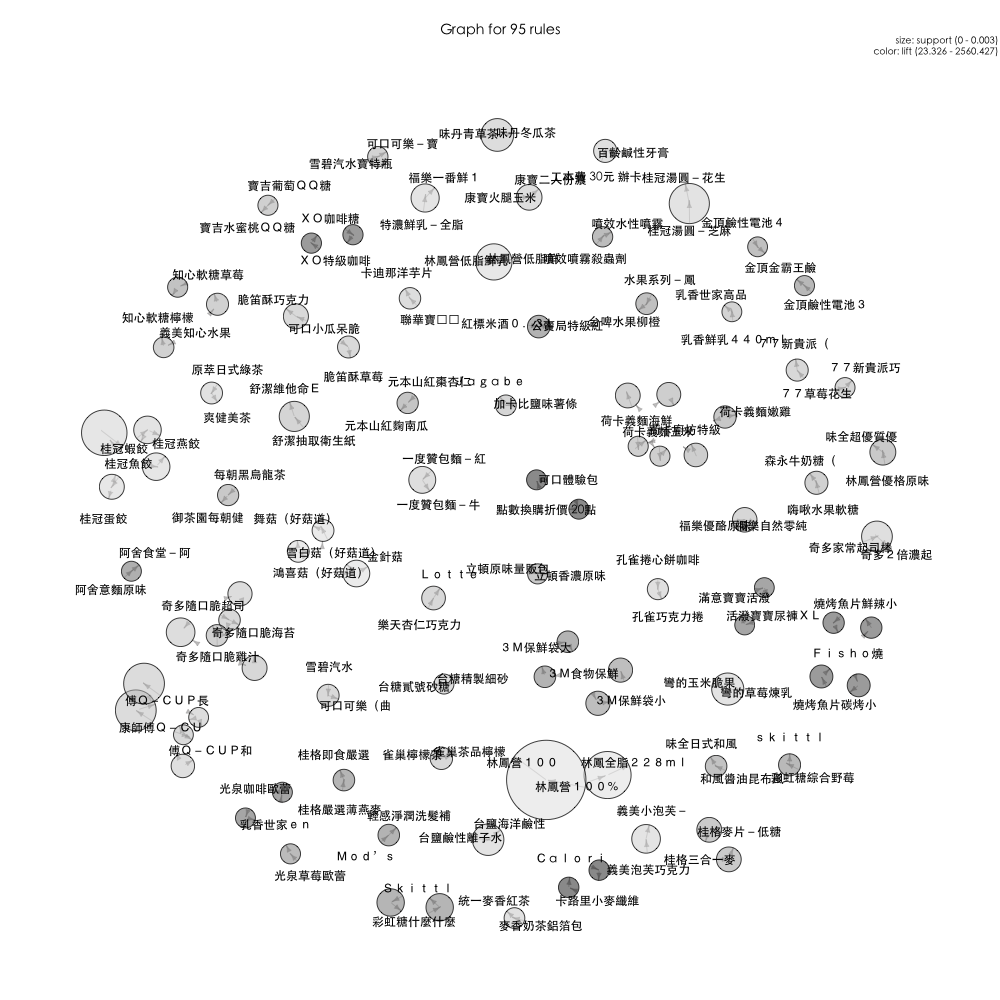 Graph for 95 rules
size: support (0 - 0.003)
color: lift (23.326 - 2560.427)
味丹青草茶
味丹冬瓜茶
可口可樂－寶
雪碧汽水寶特瓶
百齡鹹性牙膏
福樂一番鮮1
康寶火腿玉米
30元 辦卡
桂冠湯圓－花生
寶吉葡萄ＱＱ糖
寶吉水蜜桃ＱＱ糖
ＸＯ咖啡糖
特濃鮮乳－全脂
噴效水性噴霧
桂冠湯圓－芝麻
金頂鹼性電池４
ＸＯ特級咖啡
林鳳營低脂鮮乳
噴效噴霧殺蟲劑
卡迪那洋芋片
金頂金霸王鹼
知心軟糖草莓
水果系列－鳳
乳香世家高品
金頂鹼性電池３
脆笛酥巧克力
知心軟糖檸檬
聯華寶□□
紅標米酒０．３
公賣局特級紅
台啤水果柳橙
義美知心水果
可口小瓜呆脆
乳香鮮乳４４０ｍｌ
７７新貴派（
原萃日式綠茶
脆笛酥草莓
７７新貴派巧
舒潔維他命Ｅ
元本山紅棗杏仁
７７草莓花生
爽健美茶
加卡比鹽味薯條
荷卡義麵嫩雞
荷卡義麵海鮮
元本山紅麴南瓜
味全超優質優
舒潔抽取衛生紙
桂冠蝦餃
桂冠燕餃
桂冠魚餃
一度贊包麵－紅
森永牛奶糖（
每朝黑烏龍茶
可口體驗包
林鳳營優格原味
一度贊包麵－牛
點數換購折價
20點
嗨啾水果軟糖
桂冠蛋餃
御茶園每朝健
舞菇（好菇道）
福樂優酪原味
福樂自然零純
奇多家常起司棒
奇多２倍濃起
阿舍食堂－阿
雪白菇（好菇道）
金針菇
阿舍意麵原味
鴻喜菇（好菇道）
Ｌｏｔｔｅ
立頓原味量販包
立頓香濃原味
孔雀捲心餅咖啡
滿意寶寶活潑
奇多隨口脆超司
樂天杏仁巧克力
孔雀巧克力捲
活潑寶寶尿褲ＸＬ
燒烤魚片鮮辣小
奇多隨口脆海苔
奇多隨口脆雞汁
３Ｍ保鮮袋大
Ｆｉｓｈｏ燒
雪碧汽水
台糖精製細砂
３Ｍ食物保鮮
彎的玉米脆果
台糖貳號砂糖
彎的草莓煉乳
傅Ｑ－ＣＵＰ長
可口可樂（曲
３Ｍ保鮮袋小
燒烤魚片碳烤小
康師傅Ｑ－ＣＵ
傅Ｑ－ＣＵＰ和
桂格即食嚴選
雀巢檸檬茶
雀巢茶品檸檬
味全日式和風
ｓｋｉｔｔｌ
林鳳營１００
林鳳全脂２２８ｍｌ
和風醬油昆布
彩虹糖綜合野莓
光泉咖啡歐蕾
林鳳營１００％
桂格嚴選薄燕麥
輕感淨潤洗髮補
義美小泡芙－
乳香世家ｅｎ
台鹽海洋鹼性
台鹽鹼性離子水
桂格麥片－低糖
Ｍｏｄ’ｓ
Ｃａｌｏｒｉ
桂格三合一麥
光泉草莓歐蕾
義美泡芙巧克力
Ｓｋｉｔｔｌ
統一麥香紅茶
卡路里小麥纖維
彩虹糖什麼什麼
麥香奶茶鋁箔包